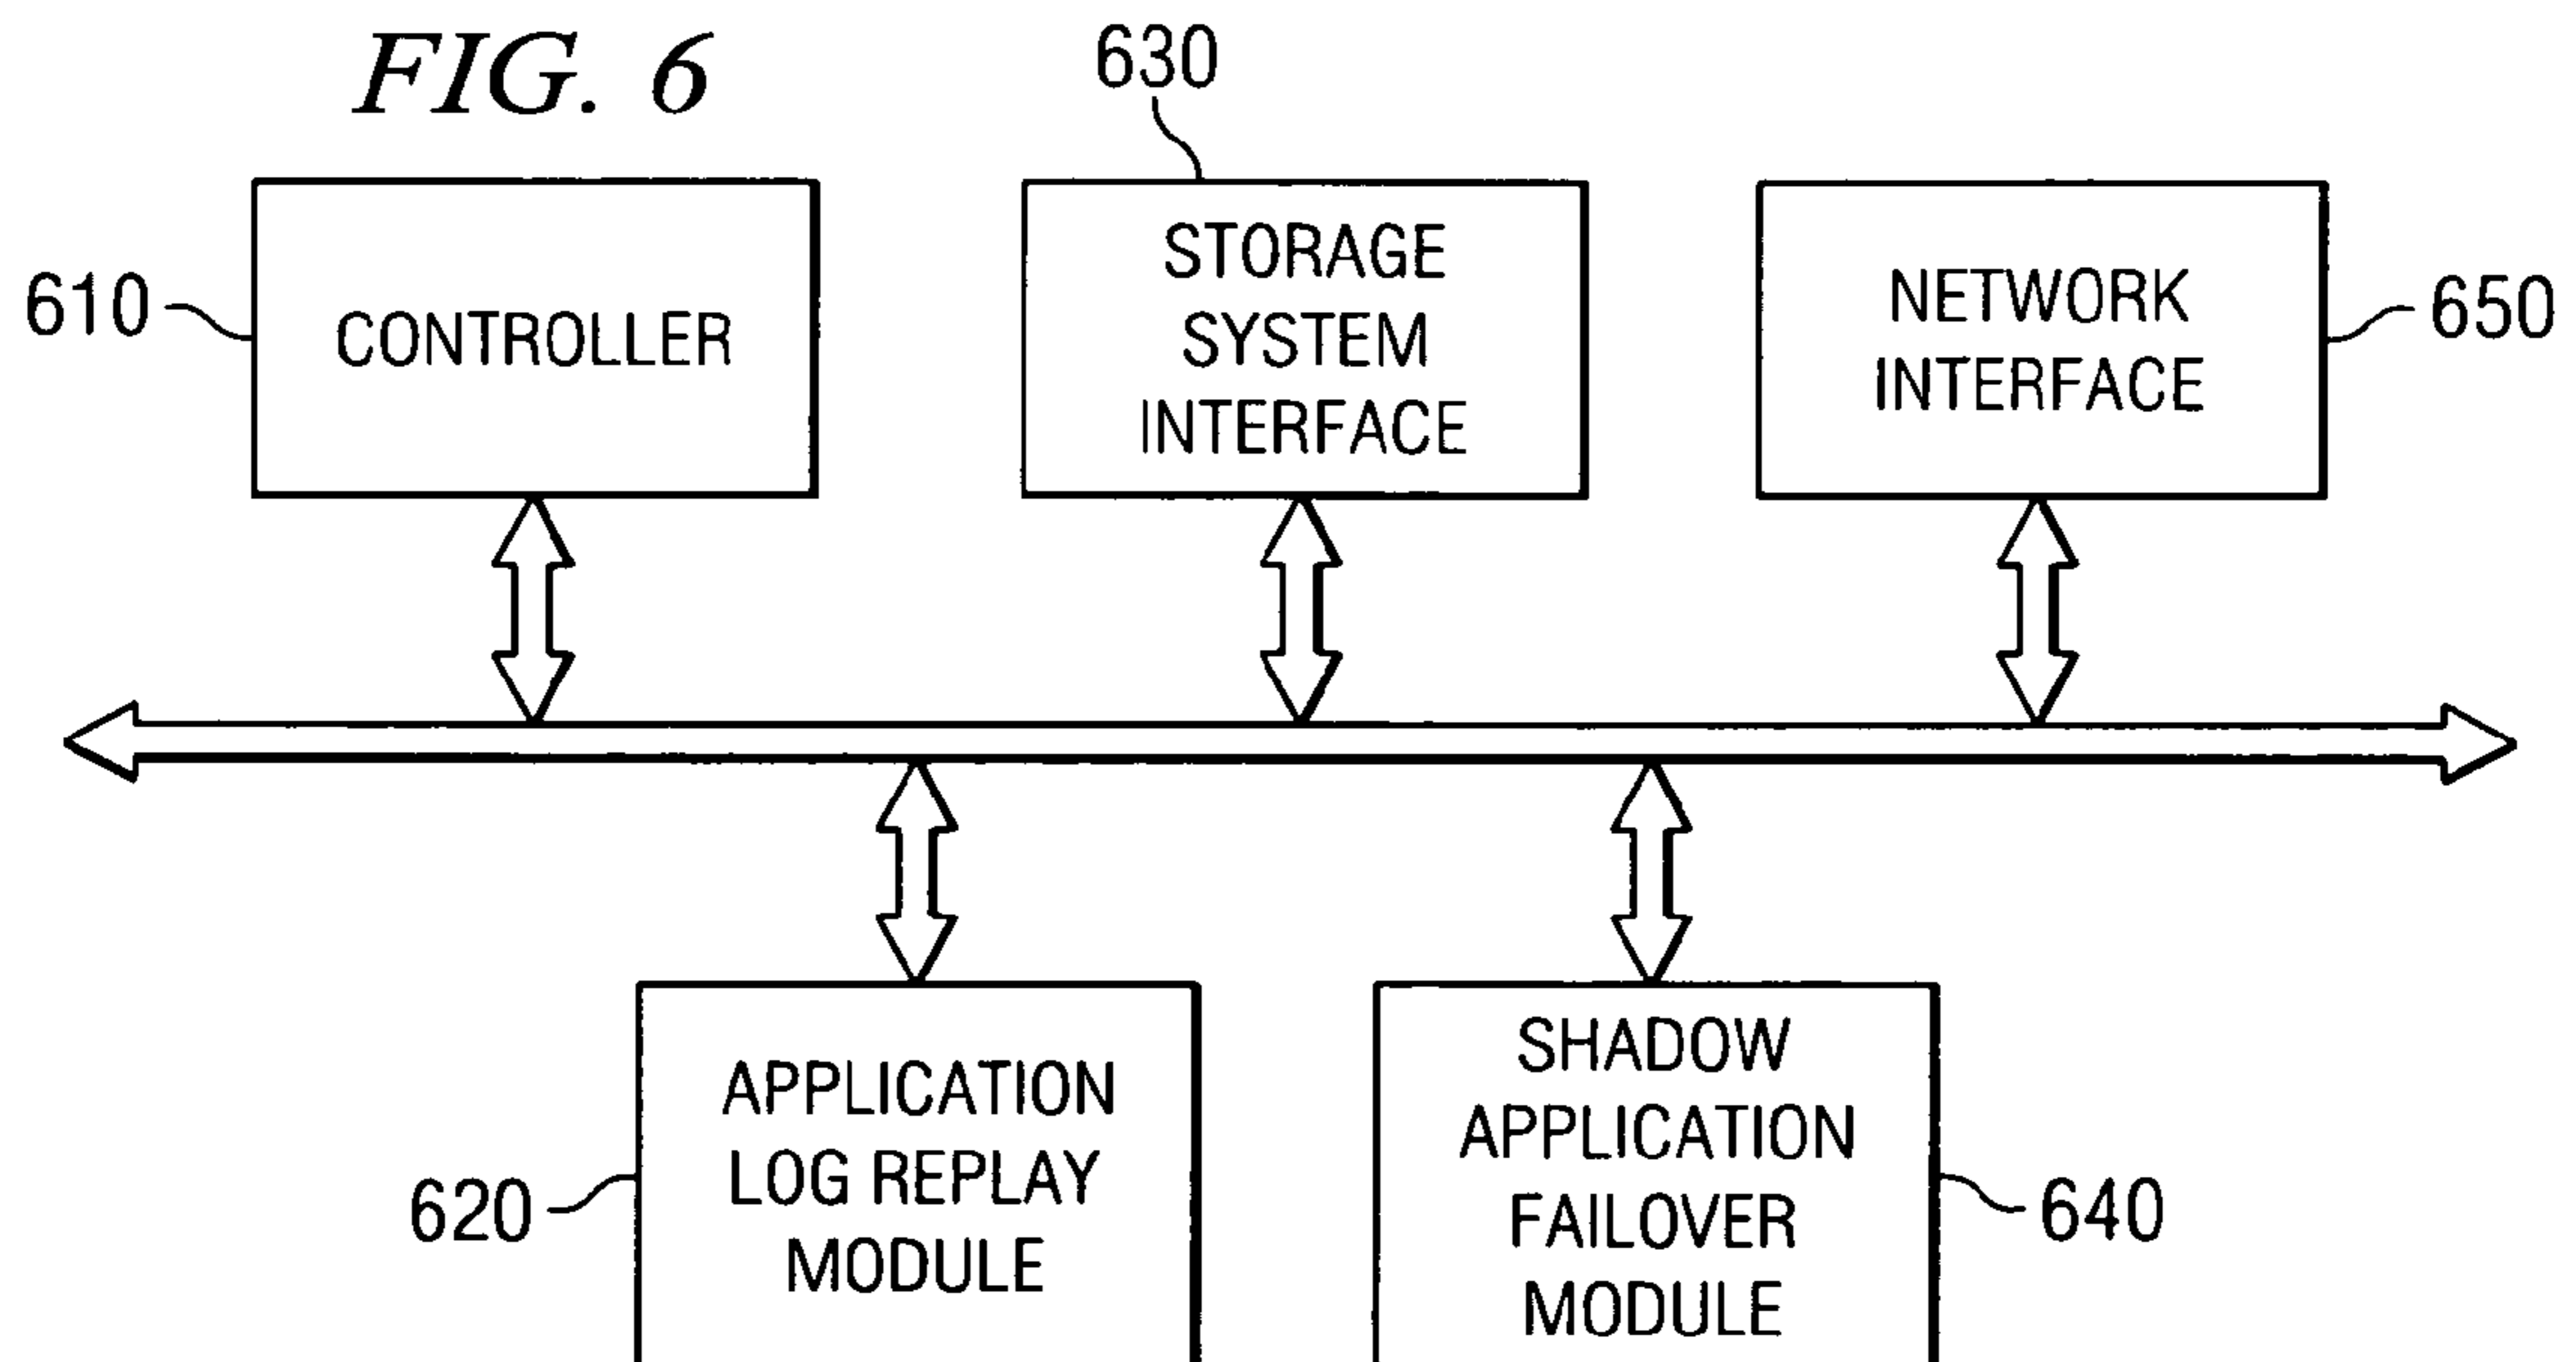 FIG. 6
630
610
CONTROLLER
STORAGE
SYSTEM
INTERFACE
NETWORK
INTERFACE
650
620
APPLICATION
LOG REPLAY
MODULE
SHADOW
APPLICATION
FAILOVER
MODULE
640